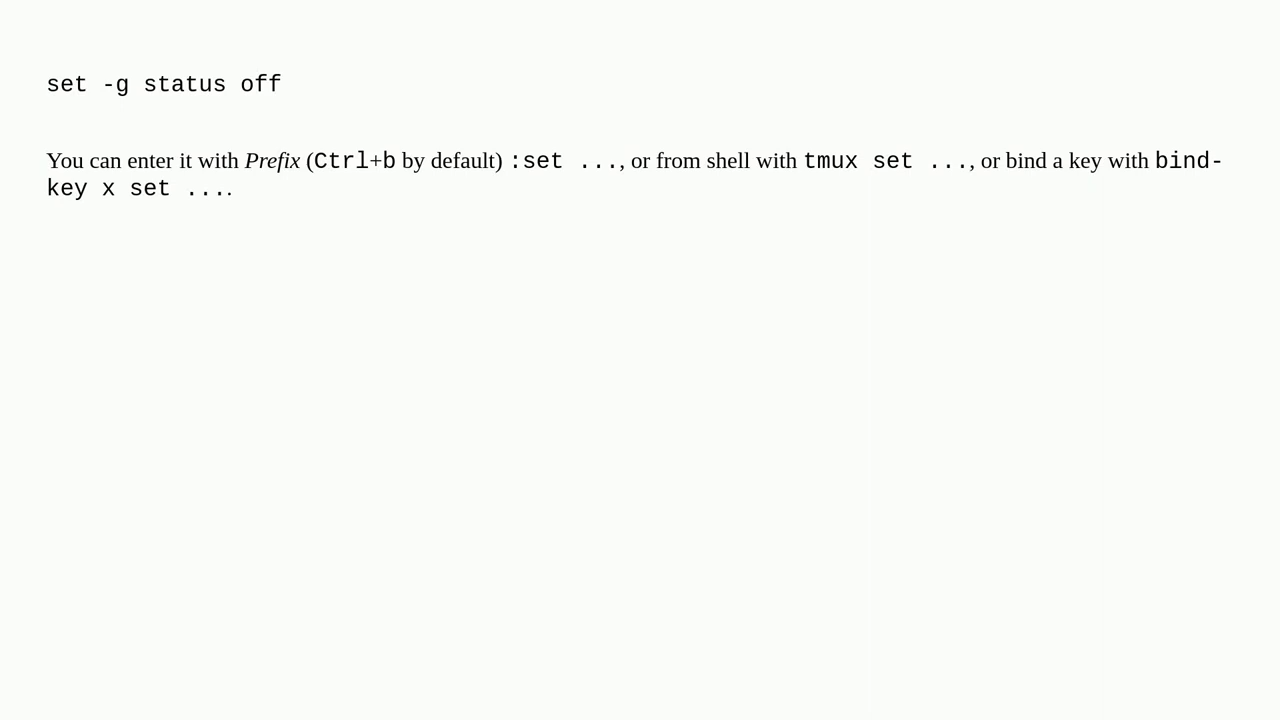 set -g status off
You can enter it with Prefix (Ctrl+b by default) :set ..., or from shell with tmux set ..., or bind a key with bind-
key x set ....